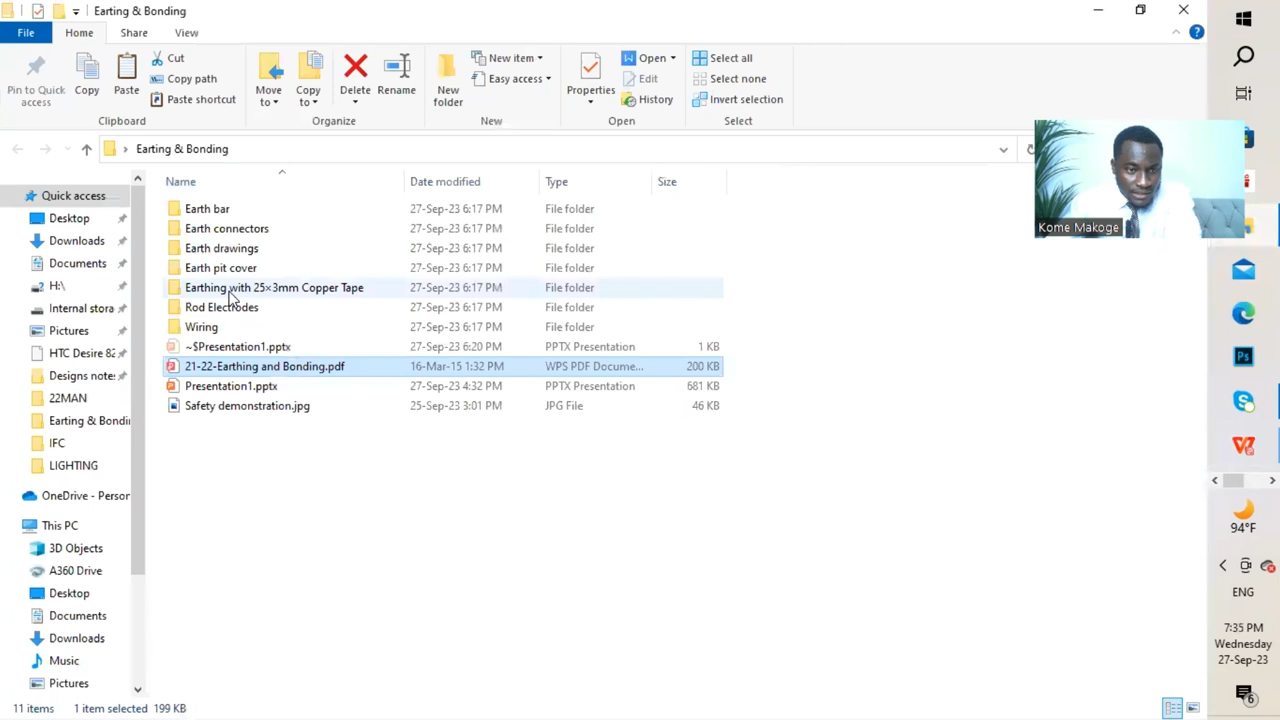 Earting & Bonding
File Home Share View
Pin to Quick access
Copy
Paste
Cut
Copy path
Paste shortcut
Clipboard
Move to
Copy to
Delete
Rename
Organize
New folder
New item
Easy access
New
Properties
Open
Edit
History
Open
Select all
Select none
Invert selection
Select
Earting & Bonding
Name Date modified Type Size
Earth bar 27-Sep-23 6:17 PM File folder
Earth connectors 27-Sep-23 6:17 PM File folder
Earth drawings 27-Sep-23 6:17 PM File folder
Earth pit cover 27-Sep-23 6:17 PM File folder
Earthing with 25×3mm Copper Tape 27-Sep-23 6:17 PM File folder
Rod Electrodes 27-Sep-23 6:17 PM File folder
Wiring 27-Sep-23 6:17 PM File folder
~$Presentation1.pptx 27-Sep-23 6:20 PM PPTX Presentation 1 KB
21-22-Earthing and Bonding.pdf 16-Mar-15 1:32 PM WPS PDF Docume... 200 KB
Presentation1.pptx 27-Sep-23 4:32 PM PPTX Presentation 681 KB
Safety demonstration.jpg 25-Sep-23 3:01 PM JPG File 46 KB
Quick access
Desktop
Downloads
Documents
H:\
Internal stora
Pictures
HTC Desire 82
Designs note:
22MAN
Earting & Bondi
IFC
LIGHTING
OneDrive - Person
This PC
3D Objects
A360 Drive
Desktop
Documents
Downloads
Music
Pictures
11 items 1 item selected 199 KB
Kome Makoge
Ps
94°F
ENG
7:35 PM
Wednesday
27-Sep-23
6